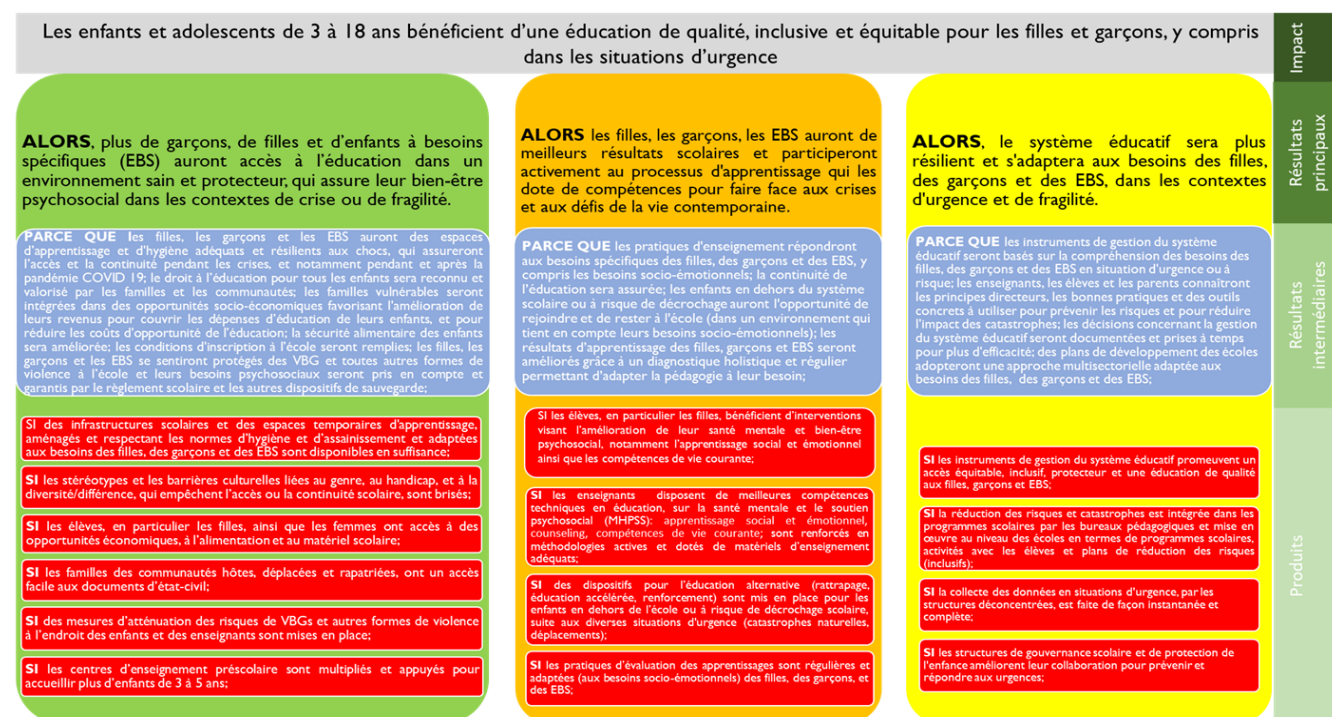 Les enfants et adolescents de 3 à 18 ans bénéficient d’une éducation de qualité, inclusive et équitable pour les filles et garçons, y compris
dans les situations d’urgence
Impact
ALORS, plus de garçons, de filles et d’enfants à besoins
spécifiques (EBS) auront accès à l’éducation dans un
environnement sain et protecteur, qui assure leur bien-être
psychosocial dans les contextes de crise ou de fragilité.
PARCE QUE les filles, les garçons et les EBS auront des espaces
d’apprentissage et d’hygiène adéquats et résilients aux chocs, qui assureront
l’accès et la continuité pendant les crises, et notamment pendant et après la
pandémie COVID 19; le droit à l’éducation pour tous les enfants sera reconnu et
valorisé par les familles et les communautés; les familles vulnérables seront
intégrées dans des opportunités socio-économiques favorisant l’amélioration de
leurs revenus pour couvrir les dépenses d’éducation de leurs enfants, et pour
réduire les coûts d’opportunité de l’éducation; la sécurité alimentaire des enfants
sera améliorée; les conditions d’inscription à l’école seront remplies; les filles, les
garçons et les EBS se sentiront protégés des VBG et toutes autres formes de
violence à l’école et leurs besoins psychosociaux seront pris en compte et
garantis par le règlement scolaire et les autres dispositifs de sauvegarde;
SI des infrastructures scolaires et des espaces temporaires d’apprentissage,
aménagés et respectant les normes d’hygiène et d’assainissement et adaptées
aux besoins des filles, des garçons et des EBS sont disponibles en suffisance;
SI les stéréotypes et les barrières culturelles liées au genre, au handicap, et à la
diversité/différence, qui empêchent l’accès ou la continuité scolaire, sont brisés;
SI les élèves, en particulier les filles, ainsi que les femmes ont accès à des
opportunités économiques, à l’alimentation et au matériel scolaire;
SI les familles des communautés hôtes, déplacées et rapatriées, ont un accès
facile aux documents d’état-civil;
SI des mesures d’atténuation des risques de VBGs et autres formes de violence
à l’endroit des enfants et des enseignants sont mises en place;
SI les centres d’enseignement préscolaire sont multipliés et appuyés pour
accueillir plus d’enfants de 3 à 5 ans;
ALORS les filles, les garçons, les EBS auront de
meilleurs résultats scolaires et participeront
activement au processus d’apprentissage qui les
dote de compétences pour faire face aux crises
et aux défis de la vie contemporaine.
PARCE QUE les pratiques d’enseignement répondront
aux besoins spécifiques des filles, des garçons et des EBS, y
compris les besoins socio-émotionnels; la continuité de
l’éducation sera assurée; les enfants en dehors du système
scolaire ou à risque de décrochage auront l’opportunité de
rejoindre et de rester à l’école (dans un environnement qui
tient en compte leurs besoins socio-émotionnels); les
résultats d’apprentissage des filles, garçons et EBS seront
améliorés grâce à un diagnostique holistique et régulier
permettant d’adapter la pédagogie à leur besoin;
SI les élèves, en particulier les filles, bénéficient d’interventions
visant l’amélioration de leur santé mentale et bien-être
psychosocial, notamment l’apprentissage social et émotionnel
ainsi que les compétences de vie courante;
SI les enseignants disposent de meilleures compétences
techniques en éducation, sur la santé mentale et le soutien
psychosocial (MHPSS): apprentissage social et émotionnel,
counseling, compétences de vie courante; sont renforcés en
méthodologies actives et dotés de matériels d’enseignement
adéquats;
SI des dispositifs pour l’éducation alternative (rattrapage,
éducation accélérée, renforcement) sont mis en place pour les
enfants en dehors de l’école ou à risque de décrochage scolaire,
suite aux diverses situations d’urgence (catastrophes naturelles,
déplacements);
SI les pratiques d’évaluation des apprentissages sont régulières et
adaptées (aux besoins socio-émotionnels) des filles, des garçons, et
des EBS;
ALORS, le système éducatif sera plus
résilient et s'adaptera aux besoins des filles,
des garçons et des EBS, dans les contextes
d'urgence et de fragilité.
PARCE QUE les instruments de gestion du système
éducatif seront basés sur la compréhension des besoins des
filles, des garçons et des EBS en situation d’urgence ou à
risque; les enseignants, les élèves et les parents connaîtront
les principes directeurs, les bonnes pratiques et des outils
concrets à utiliser pour prévenir les risques et pour réduire
l’impact des catastrophes; les décisions concernant la gestion
du système éducatif seront documentées et prises à temps
pour plus d’efficacité; des plans de développement des écoles
adopteront une approche multisectorielle adaptée aux
besoins des filles, des garçons et des EBS;
SI les instruments de gestion du système éducatif promeuvent un
accès équitable, inclusif, protecteur et une éducation de qualité
aux filles, garçons et EBS;
SI la réduction des risques et catastrophes est intégrée dans les
programmes scolaires par les bureaux pédagogiques et mise en
œuvre au niveau des écoles en termes de programmes scolaires,
activités avec les élèves et plans de réduction des risques
(inclusifs);
SI la collecte des données en situations d’urgence, par les
structures déconcentrées, est faite de façon instantanée et
complète;
SI les structures de gouvernance scolaire et de protection de
l’enfance améliorent leur collaboration pour prévenir et
répondre aux urgences;
Résultats
principaux
Résultats
intermédiaires
Produits